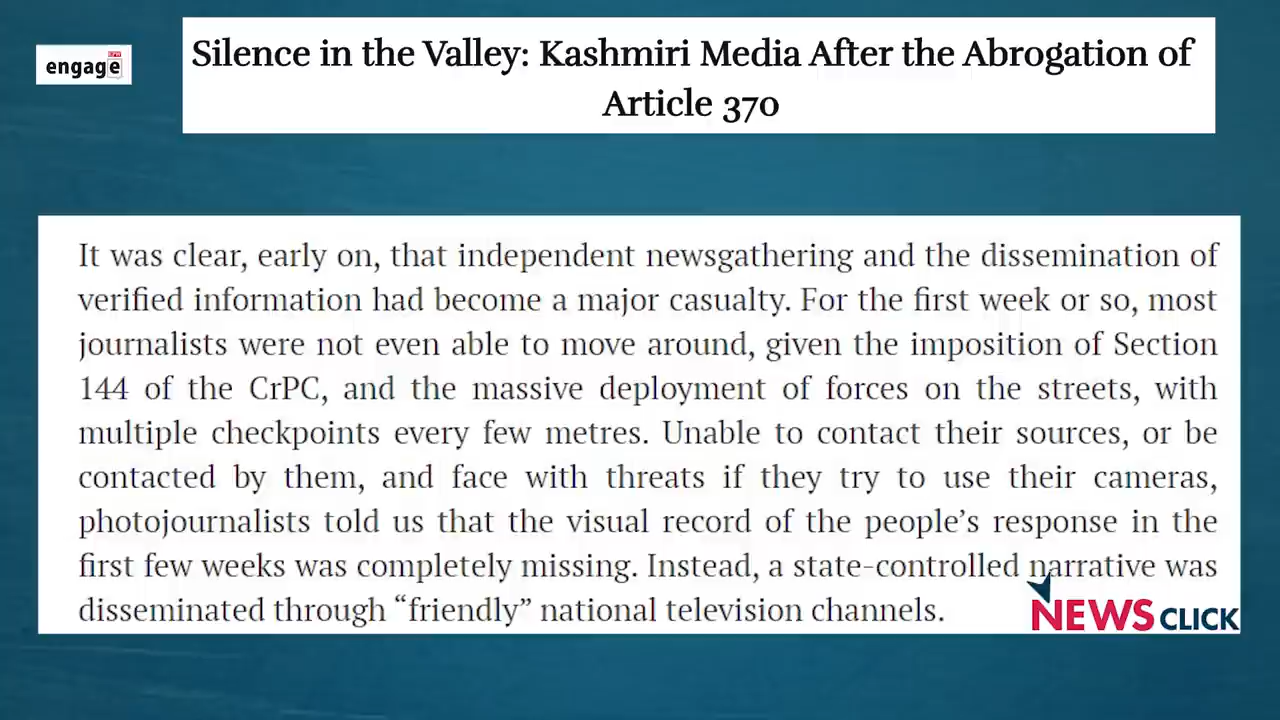 EPW
engage
Silence in the Valley: Kashmiri Media After the Abrogation of
Article 370
It was clear, early on, that independent newsgathering and the dissemination of
verified information had become a major casualty. For the first week or so, most
journalists were not even able to move around, given the imposition of Section
144 of the CrPC, and the massive deployment of forces on the streets, with
multiple checkpoints every few metres. Unable to contact their sources, or be
contacted by them, and face with threats if they try to use their cameras,
photojournalists told us that the visual record of the people’s response in the
first few weeks was completely missing. Instead, a state-controlled narrative was
disseminated through “friendly” national television channels.
NEWSCLICK